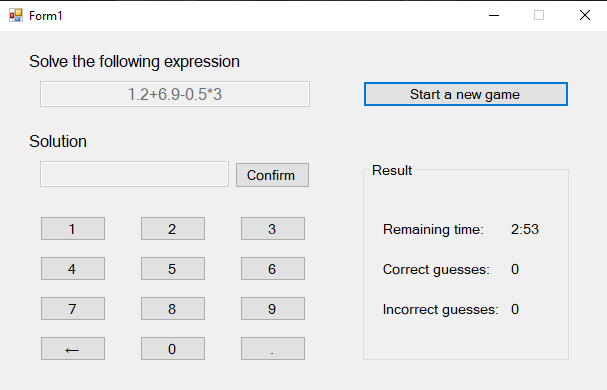 Form1
Solve the following expression
1.2+6.9-0.5*3
Start a new game
Solution
Confirm
Result
1 2 3
Remaining time: 2:53
4 5 6
Correct guesses: 0
7 8 9
Incorrect guesses: 0
← 0 .